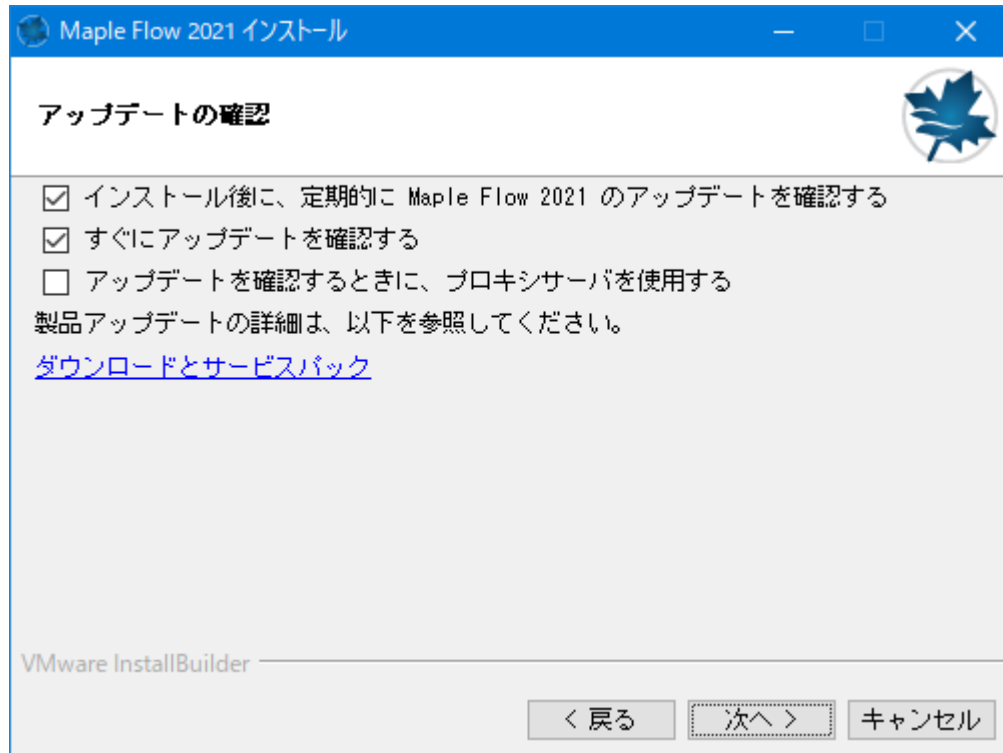 Maple Flow 2021 インストール
アップデートの確認
インストール後に、定期的に Maple Flow 2021 のアップデートを確認する
すぐにアップデートを確認する
アップデートを確認するときに、プロキシサーバを使用する
製品アップデートの詳細は、以下を参照してください。
ダウンロードとサービスパック
VMware InstallBuilder
< 戻る 次へ > キャンセル